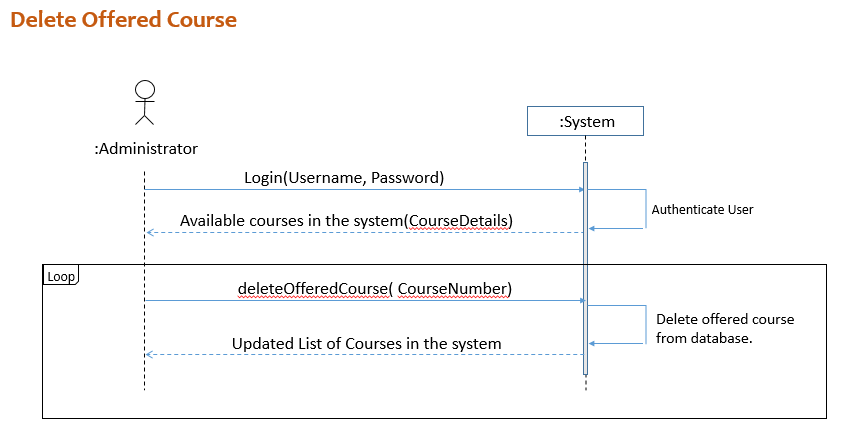 Delete Offered Course
:Administrator
:System
Login(Username, Password)
Authenticate User
Available courses in the system(CourseDetails)
Loop
deleteOfferedCourse( CourseNumber)
Delete offered course
from database.
Updated List of Courses in the system